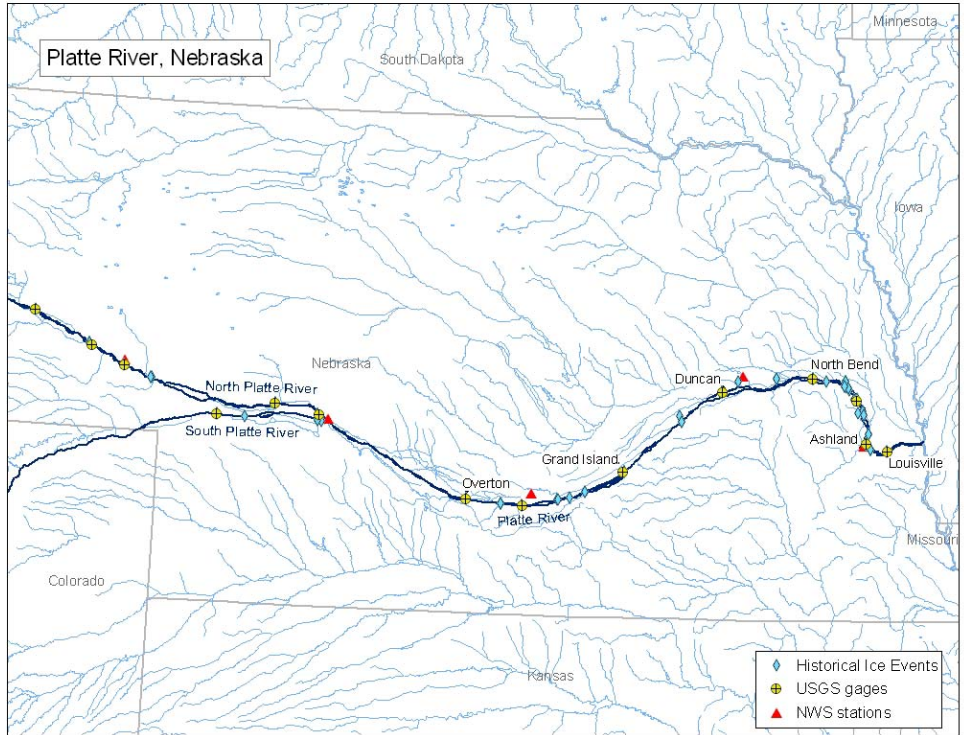 Minnesota
Platte River, Nebraska
South Dakota
Iowa
Nebraska
North Platte River
South Platte River
Duncan
North Bend
Ashland
Louisville
Grand Island
Overton
Platte River
Missouri
Colorado
Kansas
Historical Ice Events
USGS gages
NWS stations